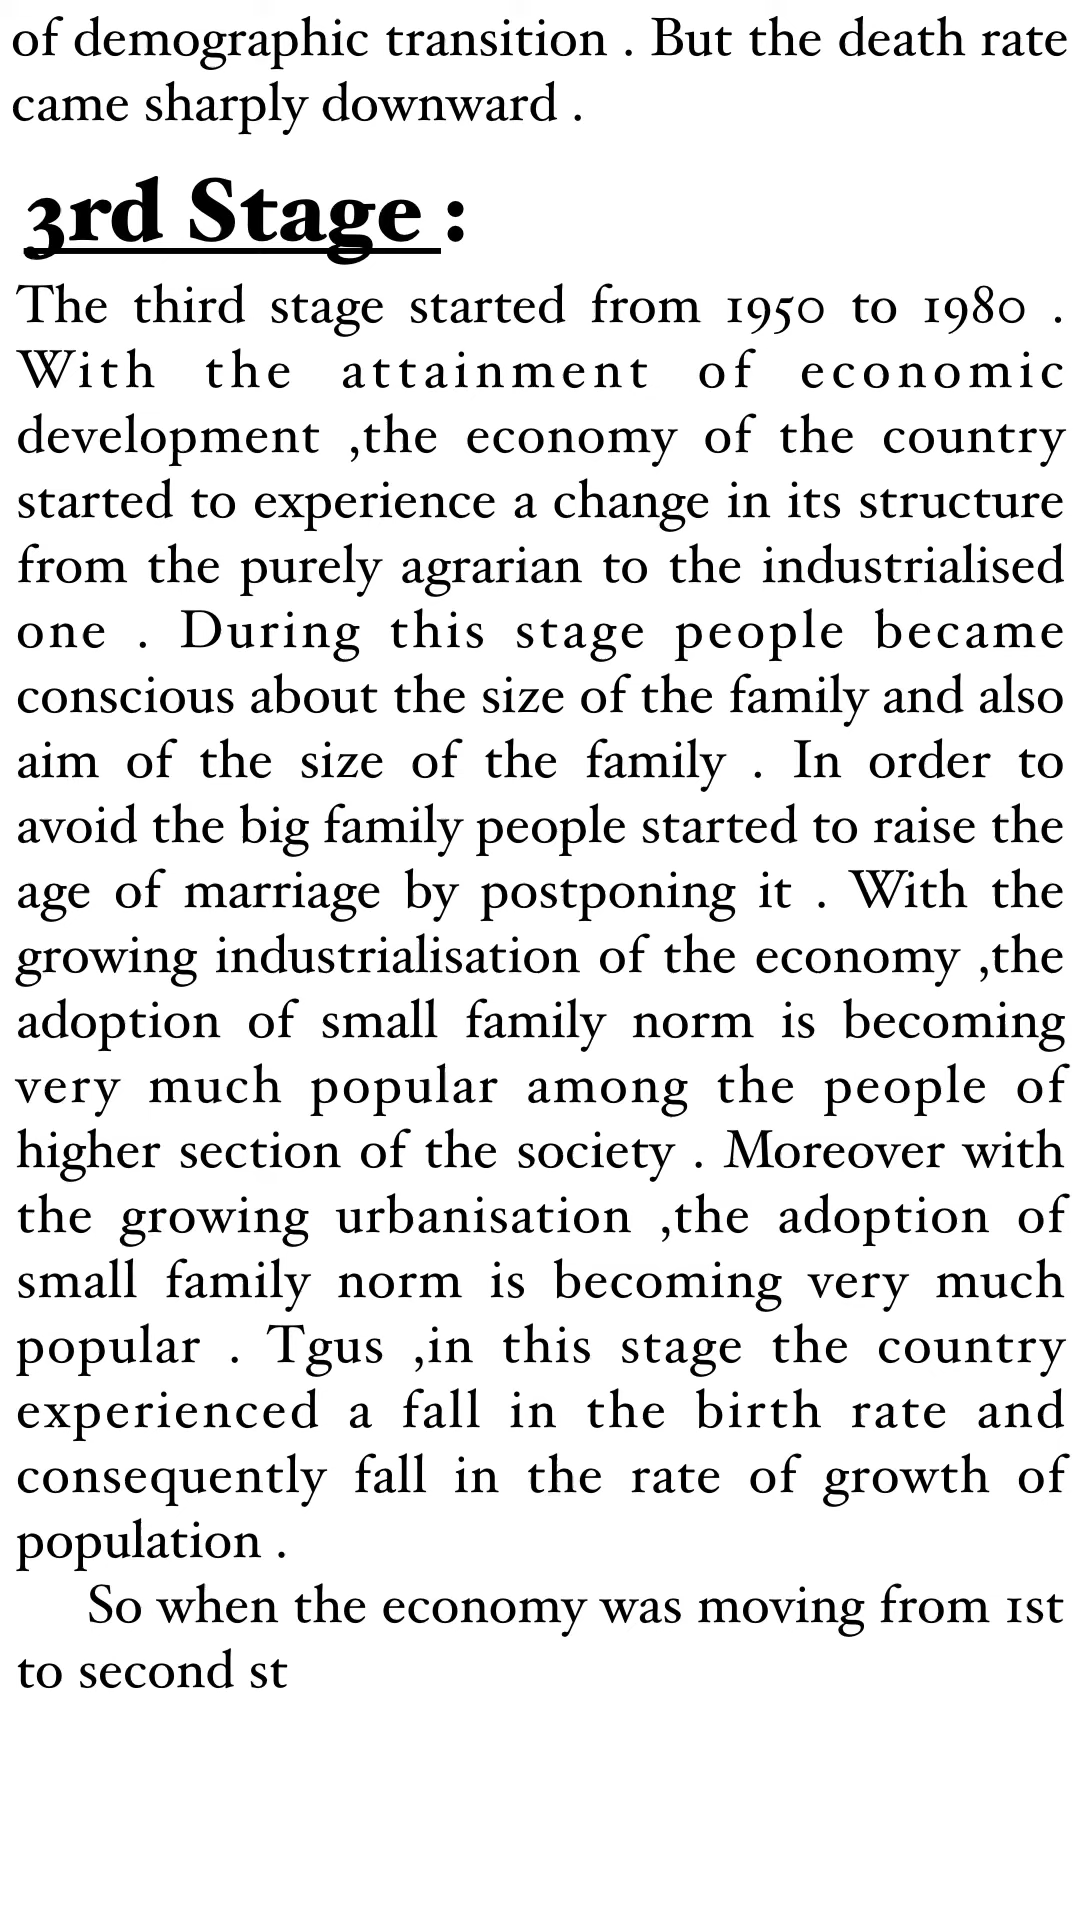 of demographic transition . But the death rate
came sharply downward .
3rd Stage :
The third stage started from 1950 to 1980 .
With the attainment of economic
development ,the economy of the country
started to experience a change in its structure
from the purely agrarian to the industrialised
one . During this stage people became
conscious about the size of the family and also
aim of the size of the family . In order to
avoid the big family people started to raise the
age of marriage by postponing it . With the
growing industrialisation of the economy ,the
adoption of small family norm is becoming
very much popular among the people of
higher section of the society . Moreover with
the growing urbanisation ,the adoption of
small family norm is becoming very much
popular . Tgus ,in this stage the country
experienced a fall in the birth rate and
consequently fall in the rate of growth of
population .
So when the economy was moving from 1st
to second st